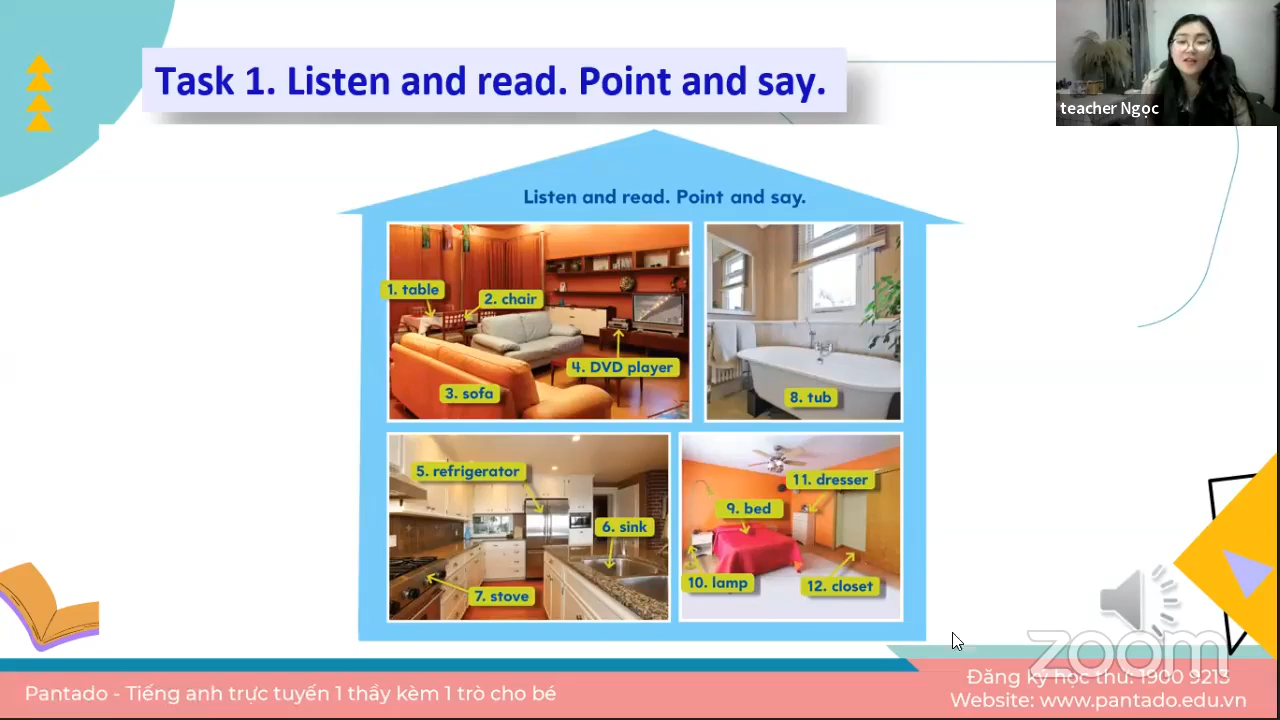 Task 1. Listen and read. Point and say.
teacher Ngọc
Listen and read. Point and say.
1. table
2. chair
4. DVD player
3. sofa
8. tub
5. refrigerator
6. sink
7. stove
11. dresser
9. bed
10. lamp
12. closet
zoom
Pantado - Tiếng anh trực tuyến 1 thầy kèm 1 trò cho bé
Đăng ký học thử: 1900 9213
Website: www.pantado.edu.vn